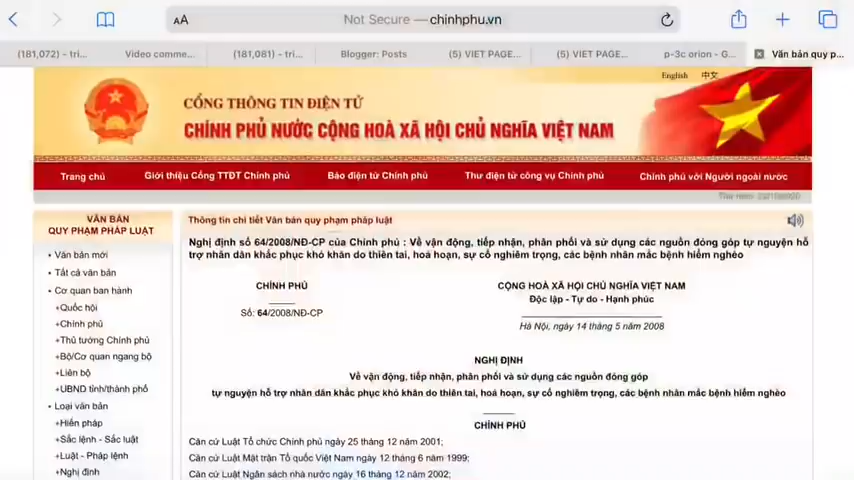 AA
Not Secure — chinhphu.vn
(181,072) – tri...
Video comme...
(181,081) – tri...
Blogger: Posts
(5) VIET PAGE...
(5) VIET PAGE...
p-3c orion - G...
Văn bản quy p...
English 中文
CỔNG THÔNG TIN ĐIỆN TỬ
CHÍNH PHỦ NƯỚC CỘNG HOÀ XÃ HỘI CHỦ NGHĨA VIỆT NAM
Trang chủ
Giới thiệu Cổng TTĐT Chính phủ
Báo điện tử Chính phủ
Thư điện tử công vụ Chính phủ
Chính phủ với Người ngoài nước
VĂN BẢN
QUY PHẠM PHÁP LUẬT
Văn bản mới
Tất cả văn bản
Cơ quan ban hành
+Quốc hội
+Chính phủ
+Thủ tướng Chính phủ
+Bộ/Cơ quan ngang bộ
+Liên bộ
+UBND tỉnh/thành phố
Loại văn bản
+Hiến pháp
+Sắc lệnh - Sắc luật
+Luật - Pháp lệnh
+Nghị định
Thông tin chi tiết Văn bản quy phạm pháp luật
Nghị định số 64/2008/NĐ-CP của Chính phủ : Về vận động, tiếp nhận, phân phối và sử dụng các nguồn đóng góp tự nguyện hỗ
trợ nhân dân khắc phục khó khăn do thiên tai, hoả hoạn, sự cố nghiêm trọng, các bệnh nhân mắc bệnh hiểm nghèo
CHÍNH PHỦ
Số: 64/2008/NĐ-CP
CỘNG HOÀ XÃ HỘI CHỦ NGHĨA VIỆT NAM
Độc lập - Tự do - Hạnh phúc
Hà Nội, ngày 14 tháng 5 năm 2008
NGHỊ ĐỊNH
Về vận động, tiếp nhận, phân phối và sử dụng các nguồn đóng góp
tự nguyện hỗ trợ nhân dân khắc phục khó khăn do thiên tai, hoả hoạn, sự cố nghiêm trọng, các bệnh nhân mắc bệnh hiểm nghèo
CHÍNH PHỦ
Căn cứ Luật Tổ chức Chính phủ ngày 25 tháng 12 năm 2001;
Căn cứ Luật Mặt trận Tổ quốc Việt Nam ngày 12 tháng 6 năm 1999;
Căn cứ Luật Ngân sách nhà nước ngày 16 tháng 12 năm 2002;